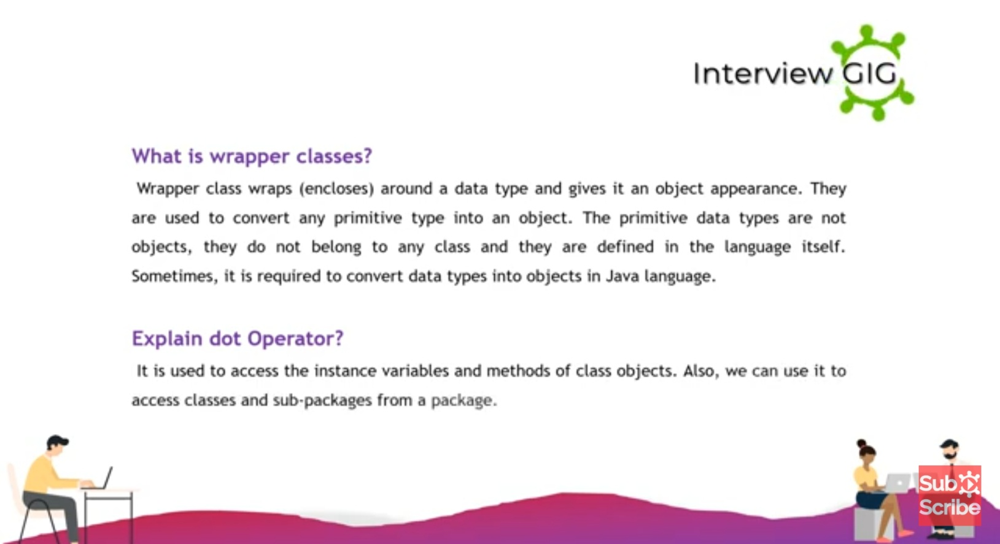 Interview GIG
What is wrapper classes?
Wrapper class wraps (encloses) around a data type and gives it an object appearance. They
are used to convert any primitive type into an object. The primitive data types are not
objects, they do not belong to any class and they are defined in the language itself.
Sometimes, it is required to convert data types into objects in Java language.
Explain dot Operator?
It is used to access the instance variables and methods of class objects. Also, we can use it to
access classes and sub-packages from a package.
Sub
Scribe